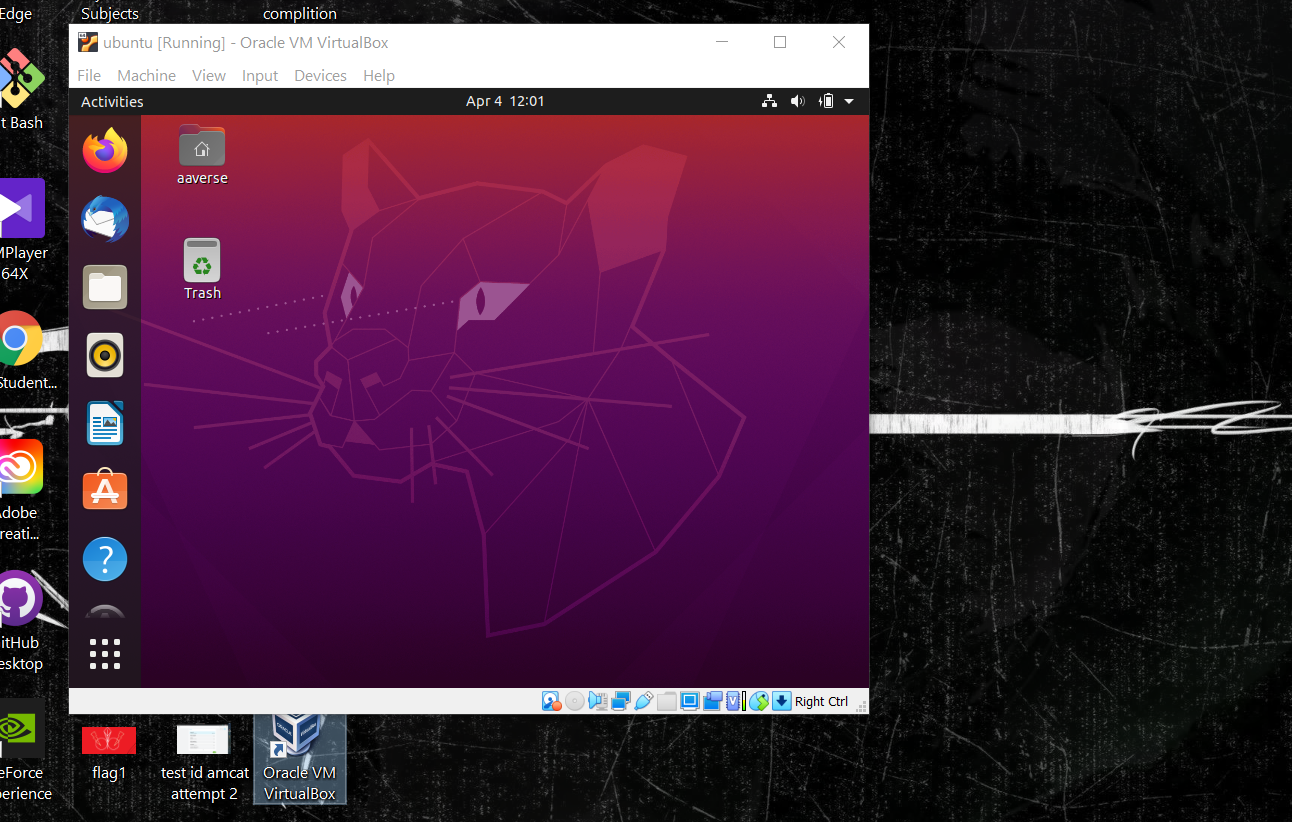 Edge
Subjects
complition
ubuntu [Running] - Oracle VM VirtualBox
File Machine View Input Devices Help
Activities
Apr 4 12:01
t Bash
aaverse
MPlayer
64X
Trash
Student...
Adobe
reati...
itHub
esktop
Right Ctrl
eForce
perience
flag1
test id amcat
attempt 2
Oracle VM
VirtualBox